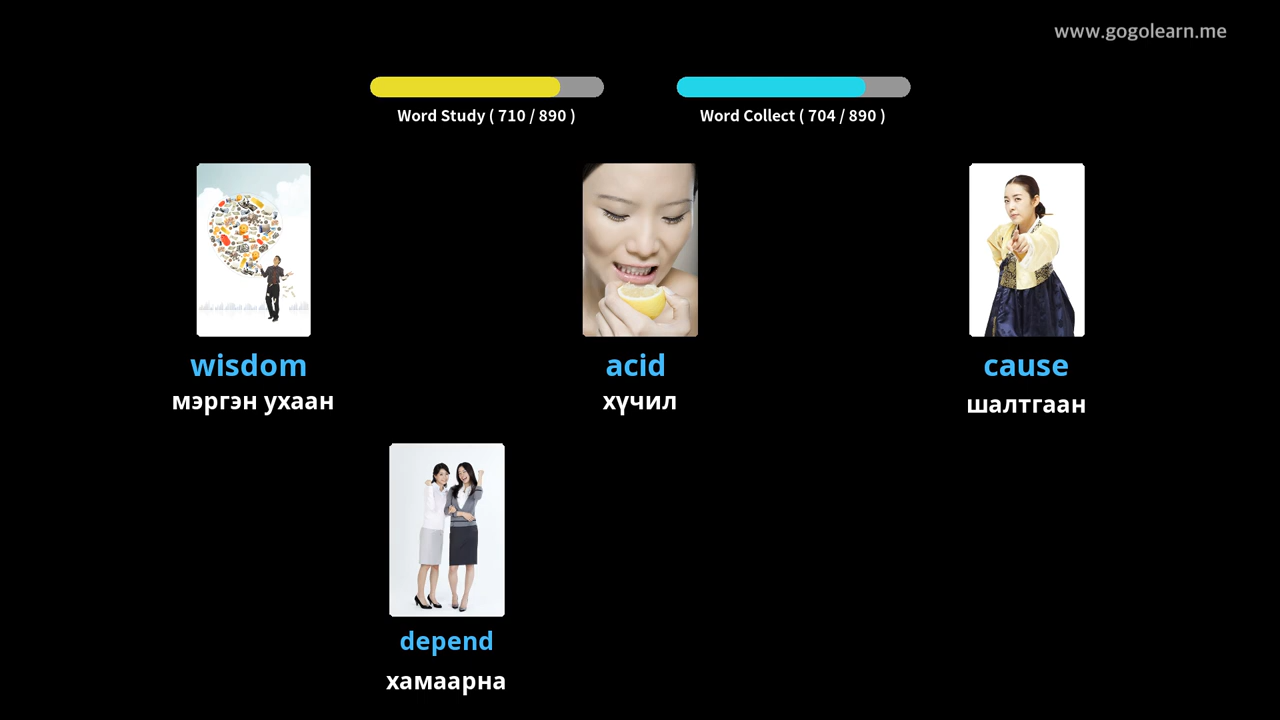 www.gogolearn.me
Word Study ( 710 / 890 )
Word Collect ( 704 / 890 )
wisdom
мэргэн ухаан
acid
хүчил
cause
шалтгаан
depend
хамаарна